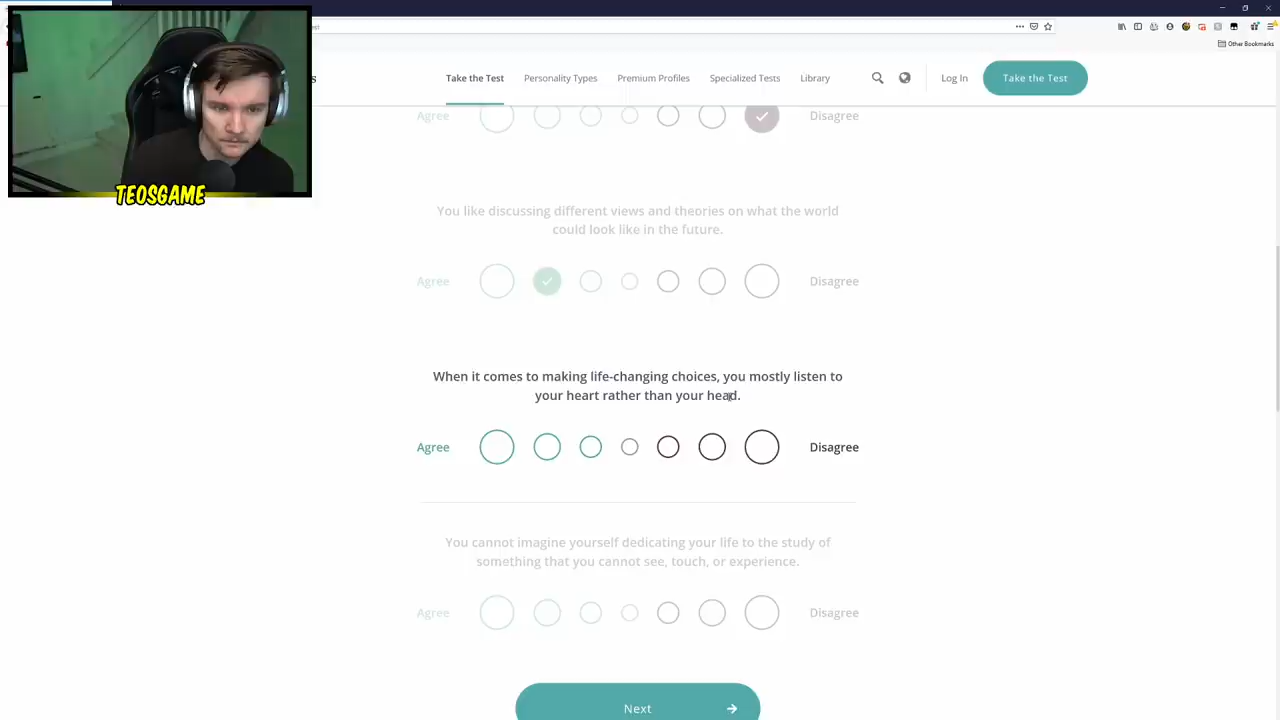 Other Bookmarks
Take the Test
Personality Types
Premium Profiles
Specialized Tests
Library
Log In
Take the Test
TEOSGAME
Agree
Disagree
You like discussing different views and theories on what the world
could look like in the future.
Agree
Disagree
When it comes to making life-changing choices, you mostly listen to
your heart rather than your head.
Agree
Disagree
You cannot imagine yourself dedicating your life to the study of
something that you cannot see, touch, or experience.
Agree
Disagree
Next